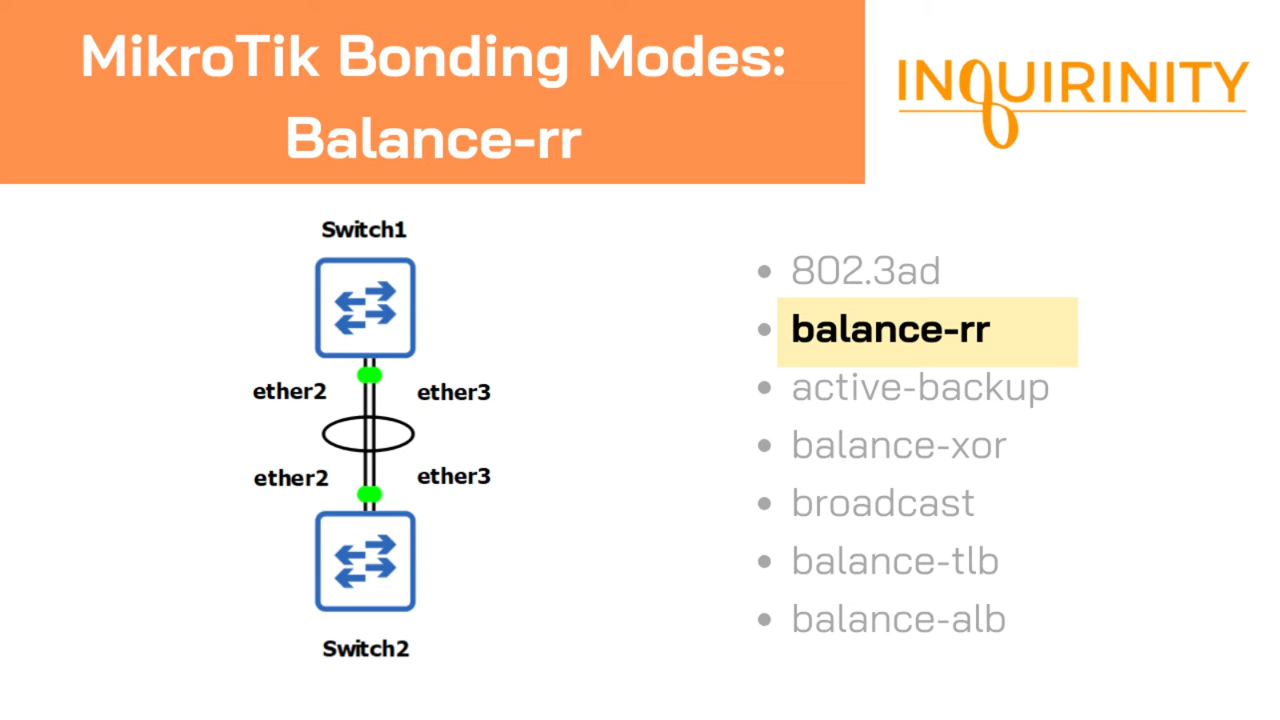 MikroTik Bonding Modes:
Balance-rr
INQUIRINITY
Switch1
ether2 ether3
ether2 ether3
Switch2
• 802.3ad
• balance-rr
• active-backup
• balance-xor
• broadcast
• balance-tlb
• balance-alb